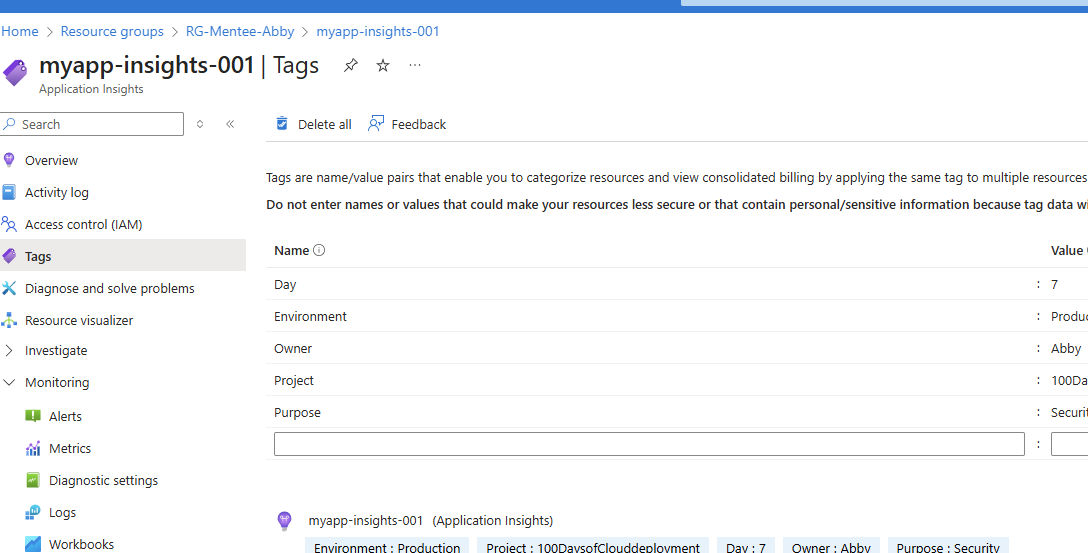 Home > Resource groups > RG-Mentee-Abby > myapp-insights-001
myapp-insights-001 | Tags ...
Application Insights
Search
Delete all
Feedback
Overview
Activity log
Access control (IAM)
Tags
Diagnose and solve problems
Resource visualizer
Investigate
Monitoring
Alerts
Metrics
Diagnostic settings
Logs
Workbooks
Tags are name/value pairs that enable you to categorize resources and view consolidated billing by applying the same tag to multiple resources
Do not enter names or values that could make your resources less secure or that contain personal/sensitive information because tag data wi
Name Value
Day : 7
Environment : Produc
Owner : Abby
Project : 100Da
Purpose : Securit
:
myapp-insights-001 (Application Insights)
Environment : Production Project : 100DaysofClouddeployment Day : 7 Owner : Abby Purpose : Security